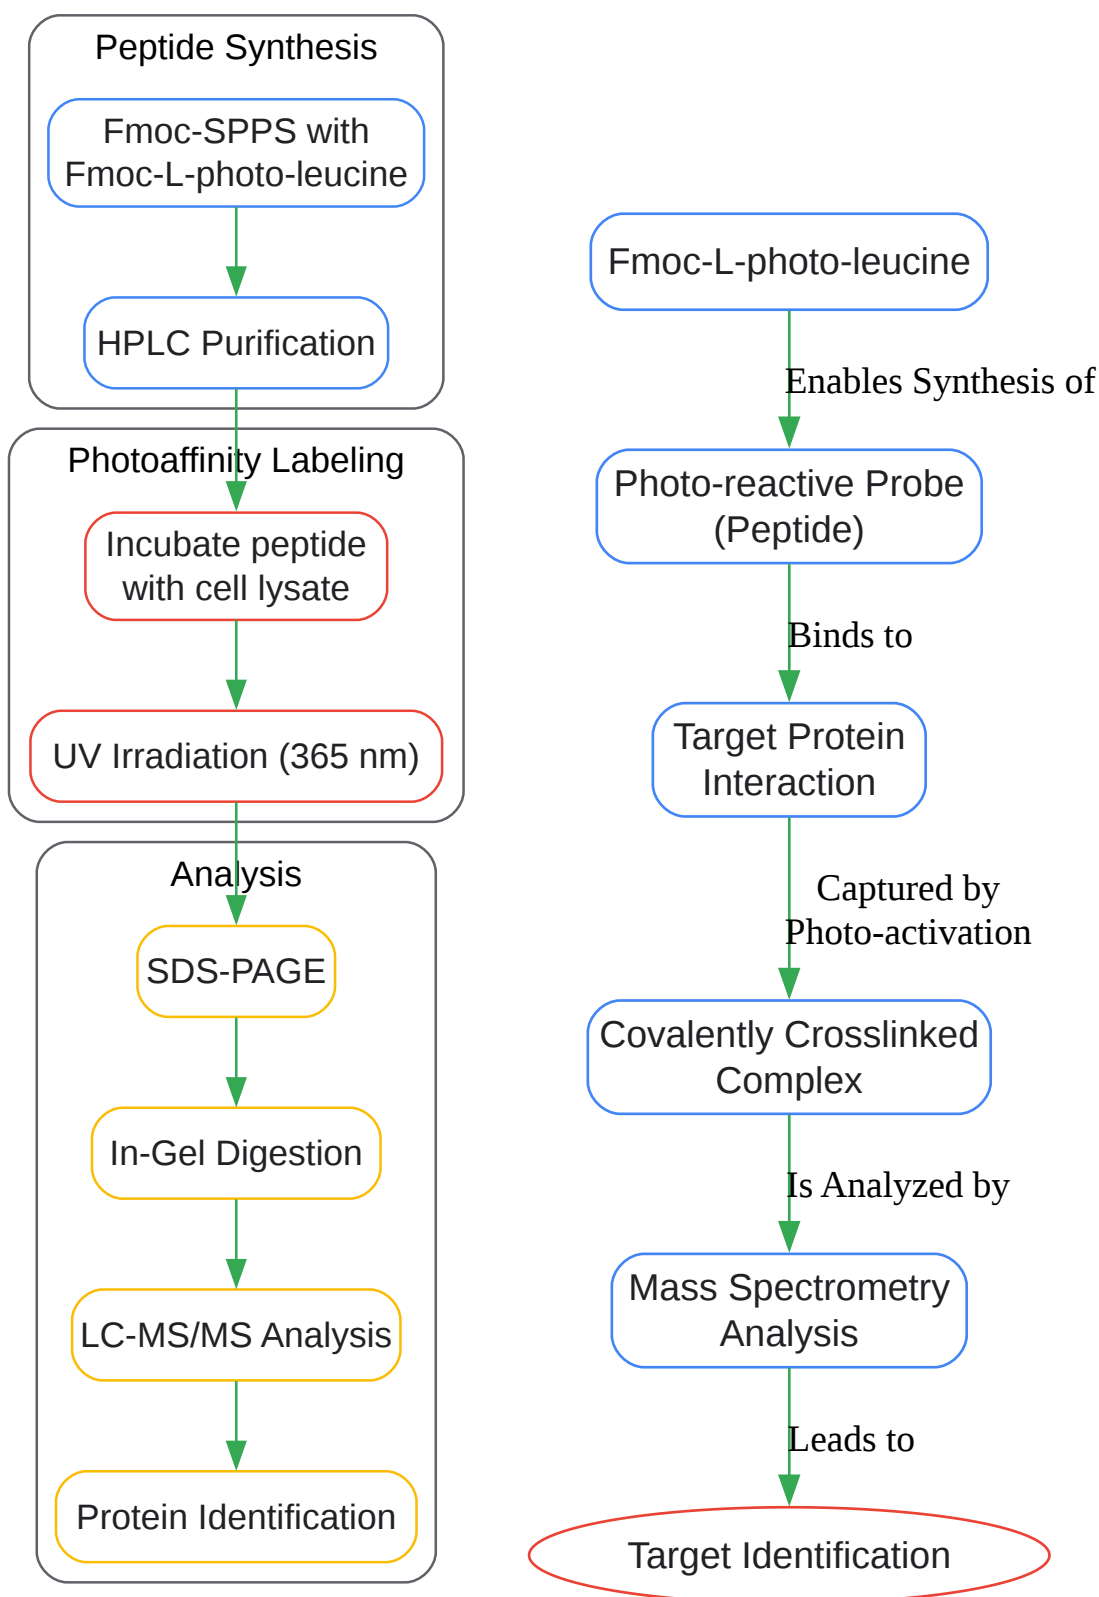 Peptide Synthesis
Fmoc-SPPS with
Fmoc-L-photo-leucine
HPLC Purification
Photoaffinity Labeling
Incubate peptide
with cell lysate
UV Irradiation (365 nm)
Analysis
SDS-PAGE
In-Gel Digestion
LC-MS/MS Analysis
Protein Identification
Fmoc-L-photo-leucine
Enables Synthesis of
Photo-reactive Probe
(Peptide)
Binds to
Target Protein
Interaction
Captured by
Photo-activation
Covalently Crosslinked
Complex
Is Analyzed by
Mass Spectrometry
Analysis
Leads to
Target Identification